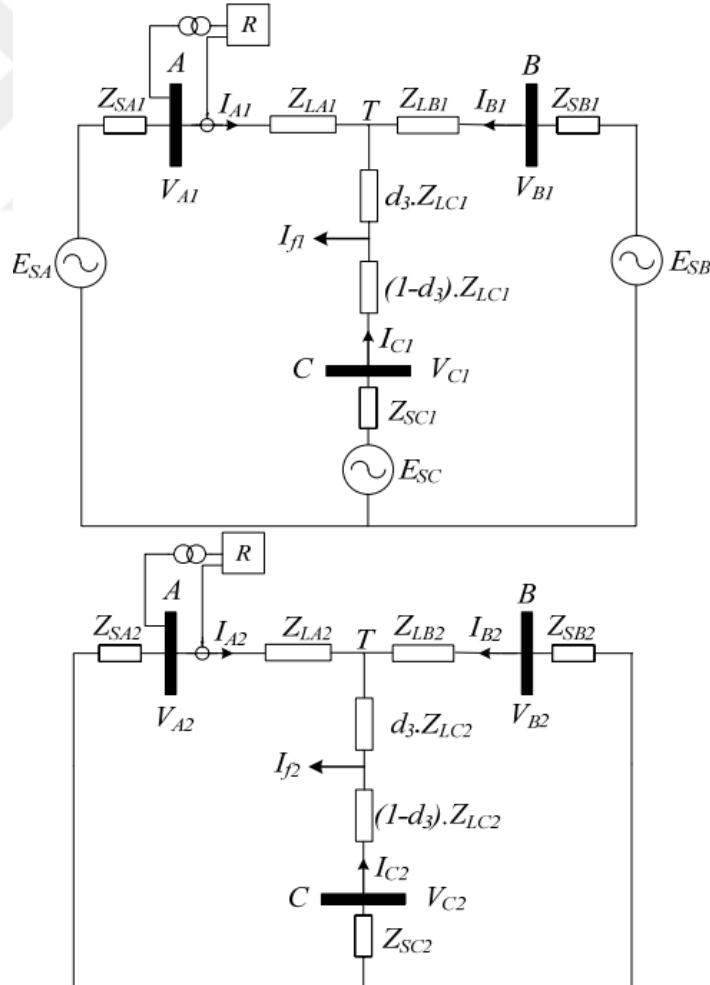 R
A
B
Z_SA1 I_A1 Z_LA1 T Z_LB1 I_B1 Z_SB1
V_A1 V_B1
d_3.Z_LC1
I_f1
E_SA E_SB
(1-d_3).Z_LC1
I_C1
C V_C1
Z_SC1
E_SC
R
A
B
Z_SA2 I_A2 Z_LA2 T Z_LB2 I_B2 Z_SB2
V_A2 V_B2
d_3.Z_LC2
I_f2
(1-d_3).Z_LC2
I_C2
C V_C2
Z_SC2